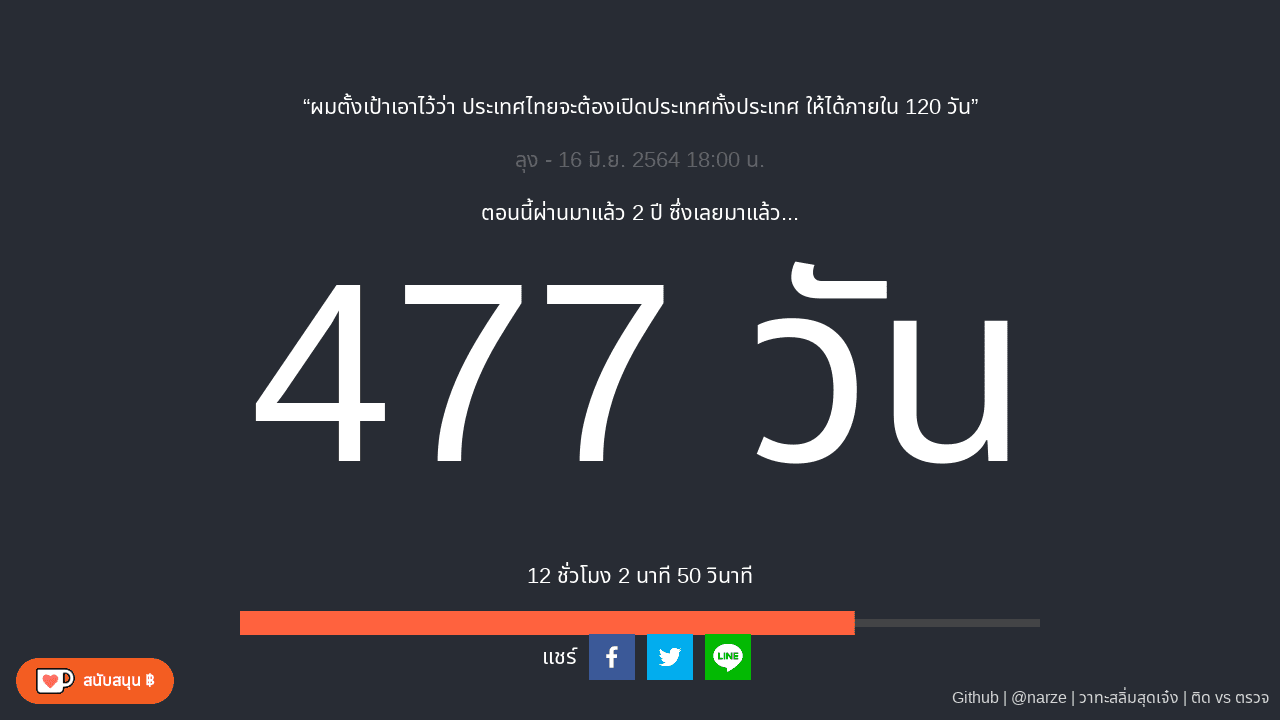 “ผมตั้งเป้าเอาไว้ว่า ประเทศไทยจะต้องเปิดประเทศทั้งประเทศ ให้ได้ภายใน 120 วัน”
ลุง - 16 มิ.ย. 2564 18:00 น.
ตอนนี้ผ่านมาแล้ว 2 ปี ซึ่งเลยมาแล้ว...
477 วัน
12 ชั่วโมง 2 นาที 50 วินาที
แชร์
LINE
สนับสนุน ฿
Github | @narze | วาทะสลิ่มสุดเจ๋ง | ติด vs ตรวจ